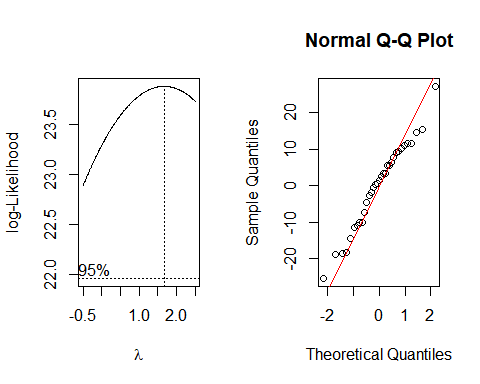 Normal Q-Q Plot
log-Likelihood
22.0 22.5 23.0 23.5
95%
-0.5 1.0 2.0
λ
Sample Quantiles
-20 -10 0 10 20
-2 -1 0 1 2
Theoretical Quantiles